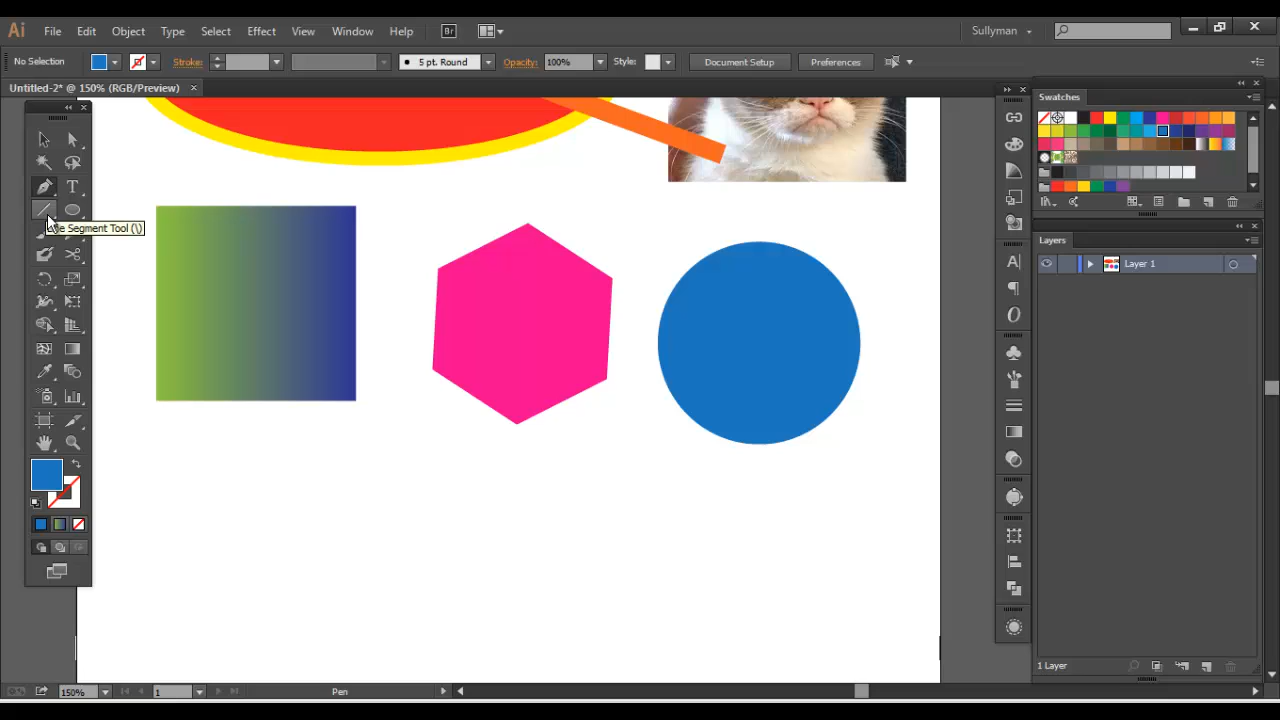 Ai File Edit Object Type Select Effect View Window Help Br Sullyman
No Selection Stroke: 5 pt. Round Opacity: 100% Style: Document Setup Preferences
Untitled-2* @ 150% (RGB/Preview)
Swatches
T
e Segment Tool (\)
Layers
Layer 1
1 Layer
150% 1 Pen